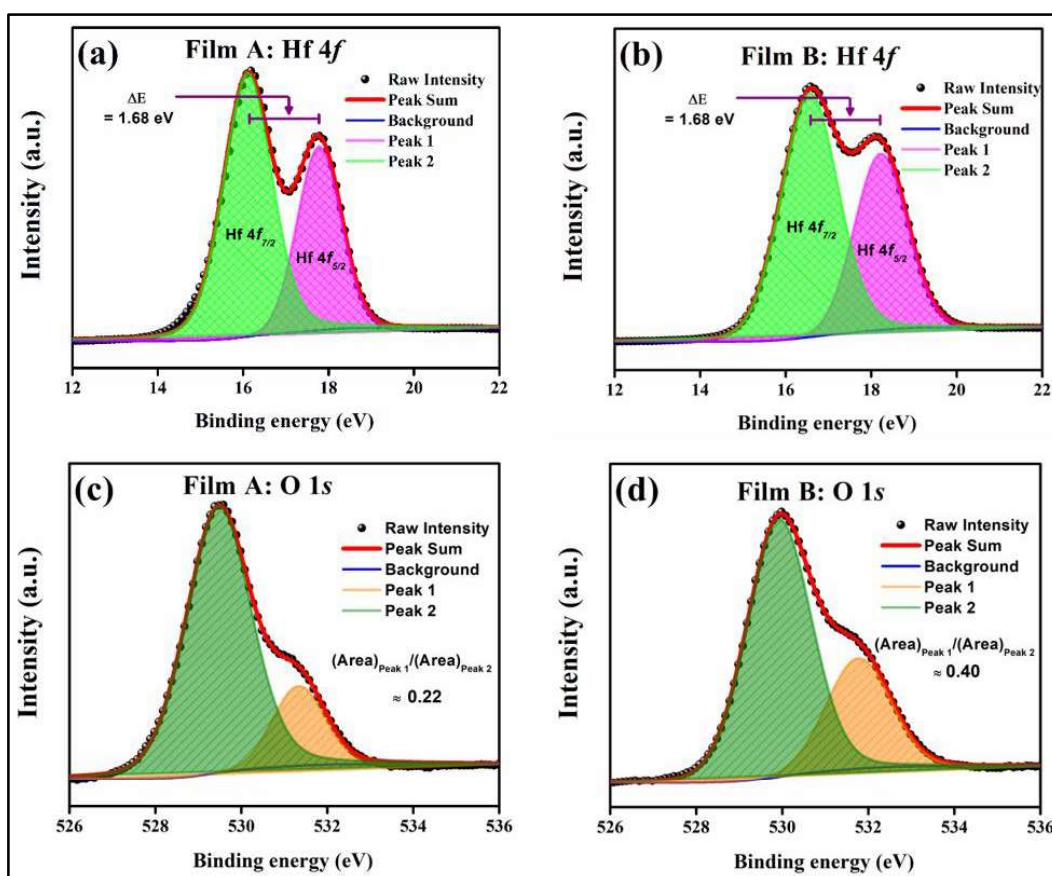 (a)
Film A: Hf 4f
Raw Intensity
Peak Sum
Background
Peak 1
Peak 2
ΔE
= 1.68 eV
Hf 4f7/2
Hf 4f5/2
Intensity (a.u.)
12 14 16 18 20 22
Binding energy (eV)
(b)
Film B: Hf 4f
Raw Intensity
Peak Sum
Background
Peak 1
Peak 2
ΔE
= 1.68 eV
Hf 4f7/2
Hf 4f5/2
Intensity (a.u.)
12 14 16 18 20 22
Binding energy (eV)
(c)
Film A: O 1s
Raw Intensity
Peak Sum
Background
Peak 1
Peak 2
(Area)Peak 1/(Area)Peak 2
≈ 0.22
Intensity (a.u.)
526 528 530 532 534 536
Binding energy (eV)
(d)
Film B: O 1s
Raw Intensity
Peak Sum
Background
Peak 1
Peak 2
(Area)Peak 1/(Area)Peak 2
≈ 0.40
Intensity (a.u.)
526 528 530 532 534 536
Binding energy (eV)